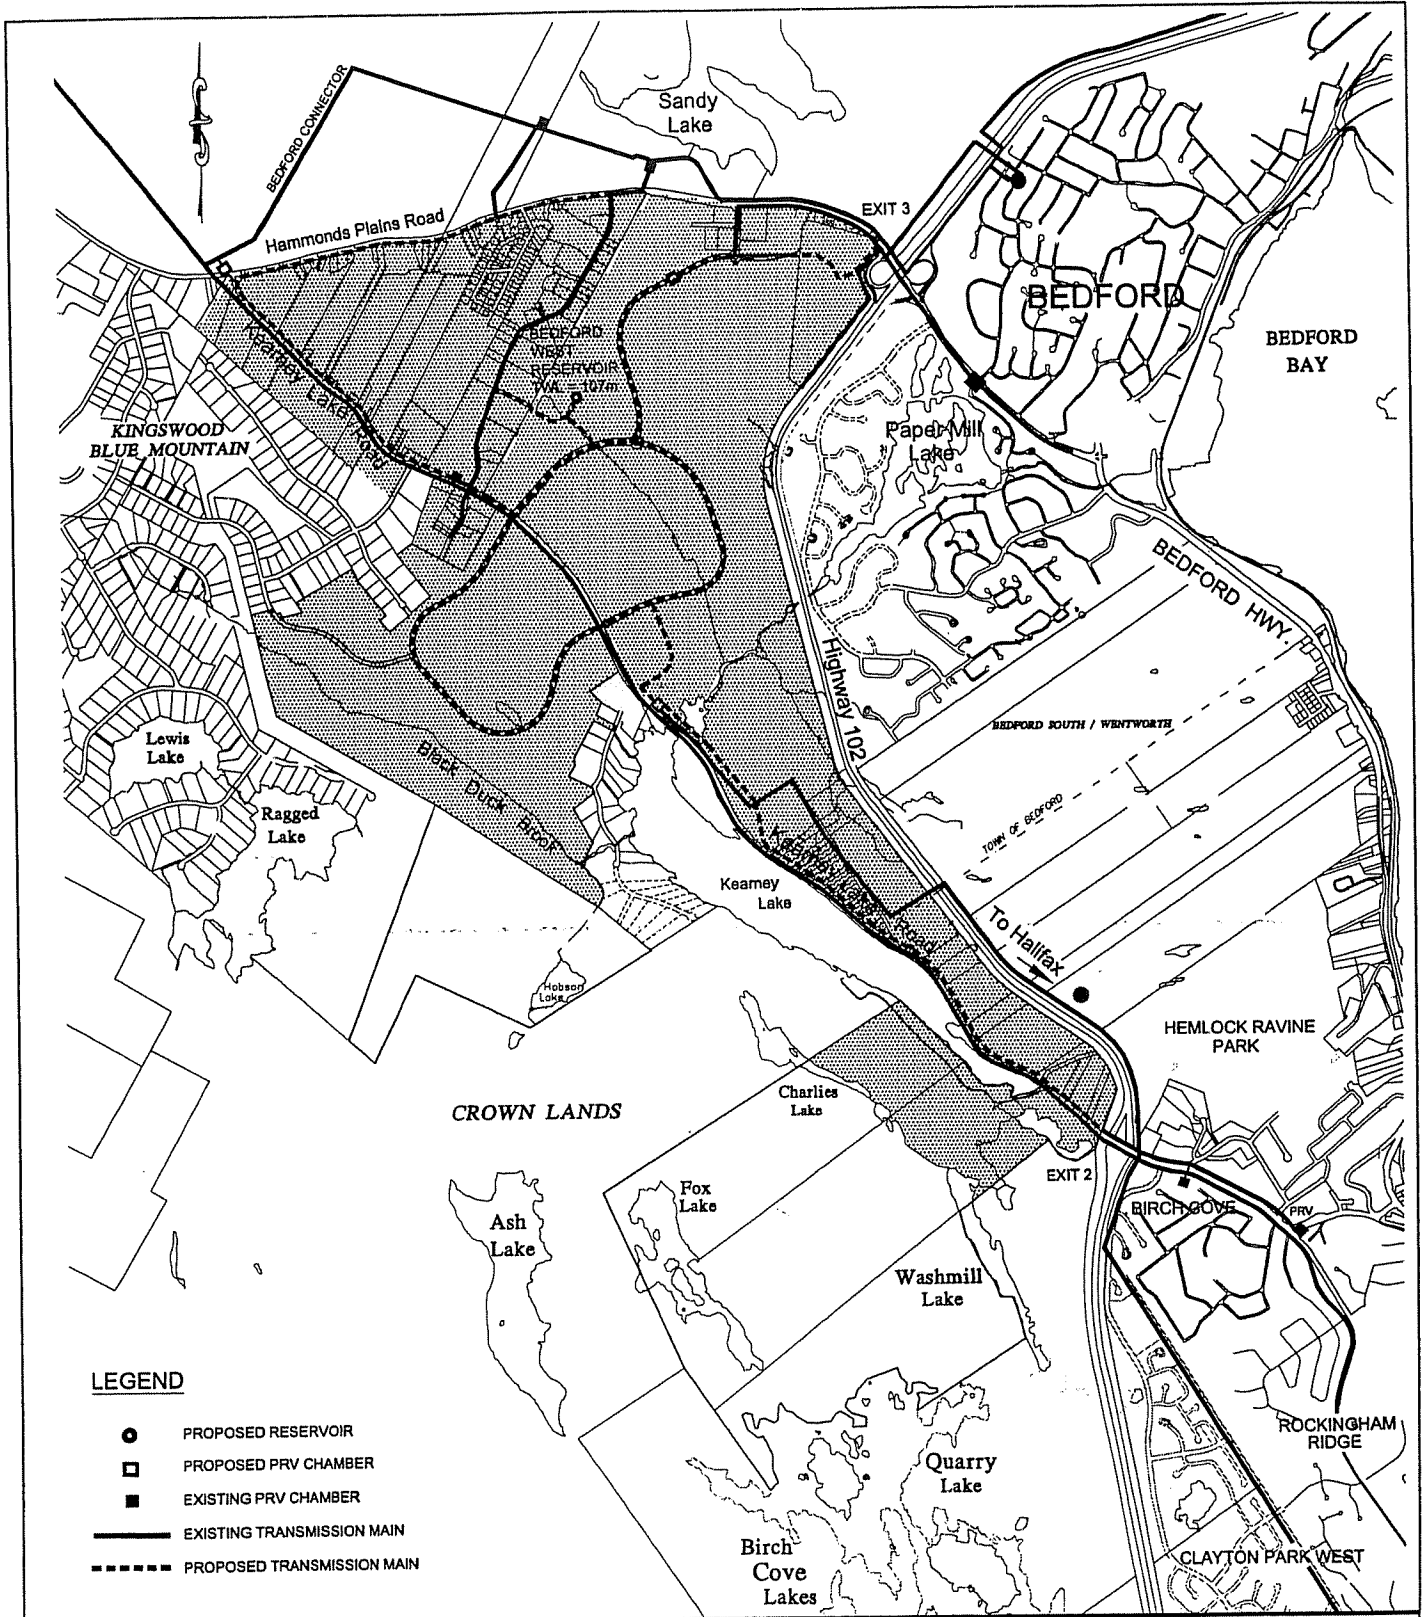 Sandy
Lake
BEDFORD CONNECTOR
EXIT 3
Hammonds Plains Road
BEDFORD
BEDFORD
BAY
BEDFORD
WEST
RESERVOIR
TWL = 107m
Kearney
Lake
Road
KINGSWOOD
BLUE MOUNTAIN
Paper Mill
Lake
BEDFORD HWY.
Highway 102
BEDFORD SOUTH / WENTWORTH
TOWN OF BEDFORD
Lewis
Lake
Ragged
Lake
Black Duck Brook
Kearney Lake Road
Kearney
Lake
To Halifax
Hobson
Lake
HEMLOCK RAVINE
PARK
Charlies
Lake
CROWN LANDS
EXIT 2
BIRCH COVE
PRV
Fox
Lake
Ash
Lake
Washmill
Lake
ROCKINGHAM
RIDGE
Quarry
Lake
Birch
Cove
Lakes
CLAYTON PARK WEST
LEGEND
PROPOSED RESERVOIR
PROPOSED PRV CHAMBER
EXISTING PRV CHAMBER
EXISTING TRANSMISSION MAIN
PROPOSED TRANSMISSION MAIN